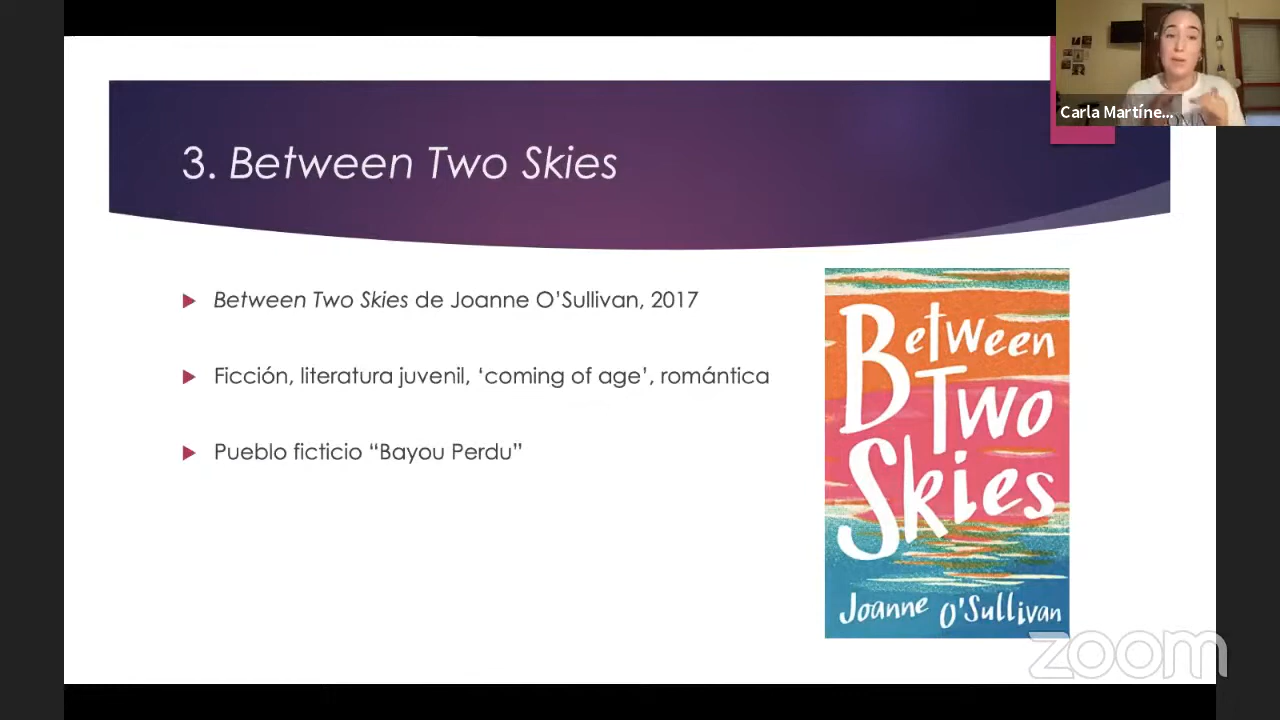 Carla Martíne...
3. Between Two Skies
Between Two Skies de Joanne O’Sullivan, 2017
Ficción, literatura juvenil, ‘coming of age’, romántica
Pueblo ficticio “Bayou Perdu”
Between
Two
Skies
Joanne O'Sullivan
zoom